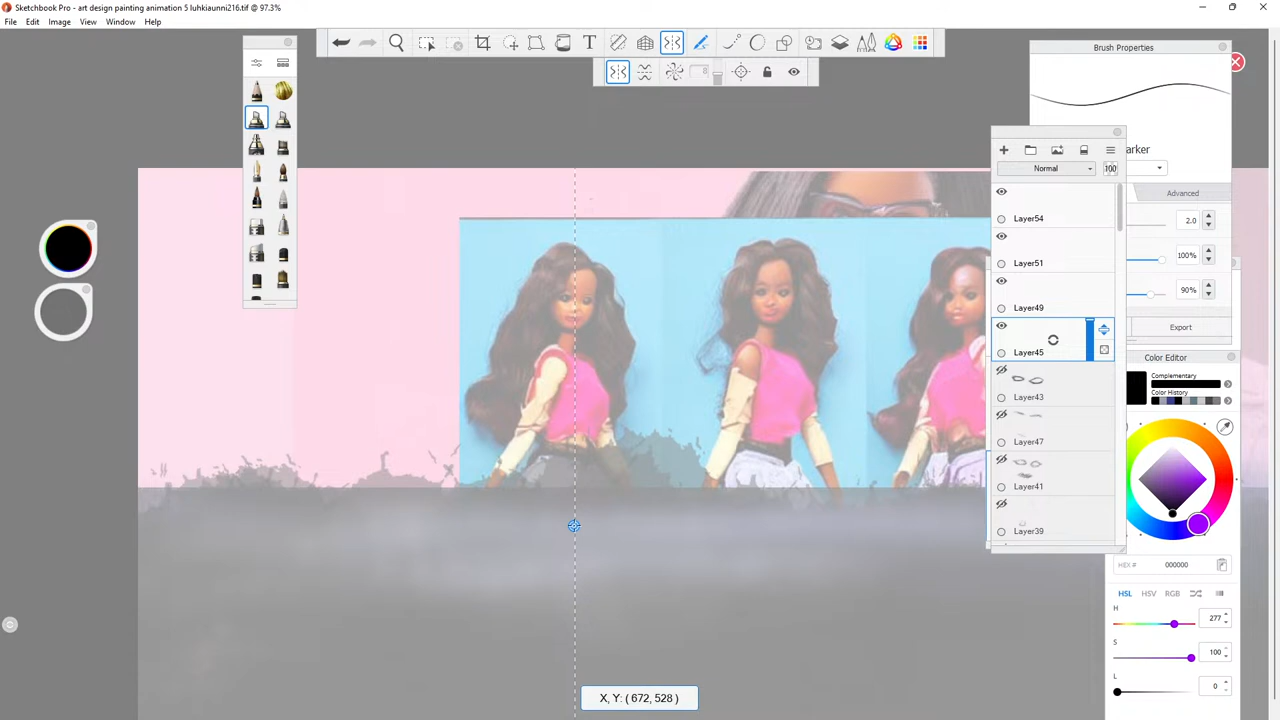 Sketchbook Pro - art design painting animation 5 luhkiaunni216.tif @ 97.3%
File Edit Image View Window Help
T
8
Brush Properties
arker
Normal
100
Advanced
Layer54
2.0
Layer51
100%
90%
Layer49
Export
Layer45
Color Editor
Complementary
Color History
Layer43
Layer47
Layer41
Layer39
HEX # 000000
HSL HSV RGB
H 277
S 100
L 0
X, Y: ( 672, 528 )